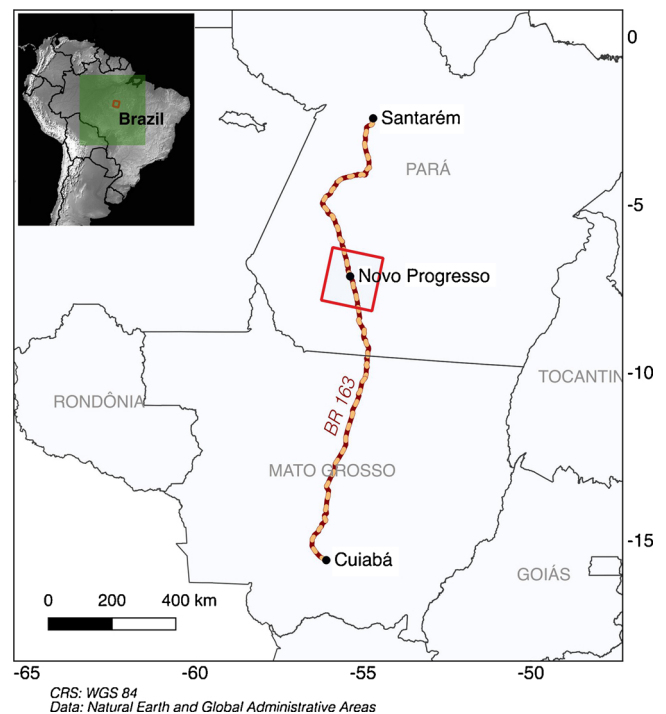 Brazil
0
Santarém
PARÁ
-5
Novo Progresso
-10
TOCANTIN
RONDÔNIA
BR 163
MATO GROSSO
-15
Cuiabá
GOIÁS
0 200 400 km
-65 -60 -55 -50
CRS: WGS 84
Data: Natural Earth and Global Administrative Areas